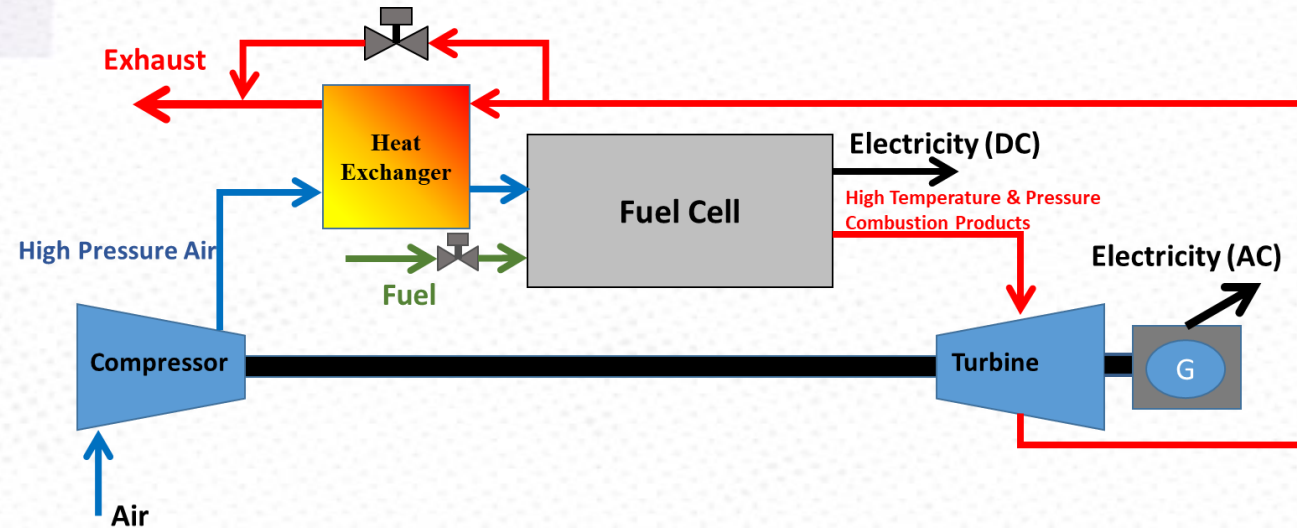 Exhaust
Heat
Exchanger
Electricity (DC)
Fuel Cell
High Temperature & Pressure
Combustion Products
High Pressure Air
Electricity (AC)
Fuel
Compressor
Turbine
G
Air